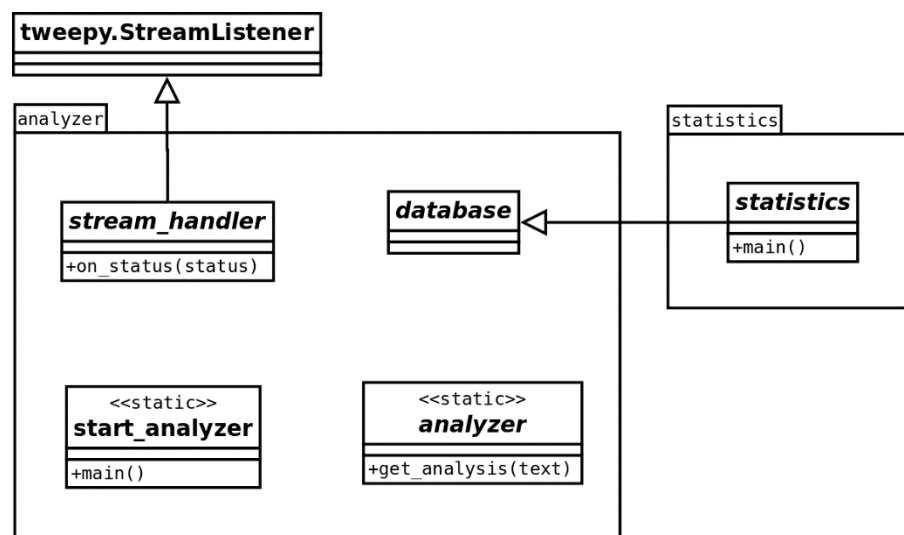 tweepy.StreamListener
analyzer
statistics
stream_handler
+on_status(status)
database
statistics
+main()
<<static>>
start_analyzer
+main()
<<static>>
analyzer
+get_analysis(text)